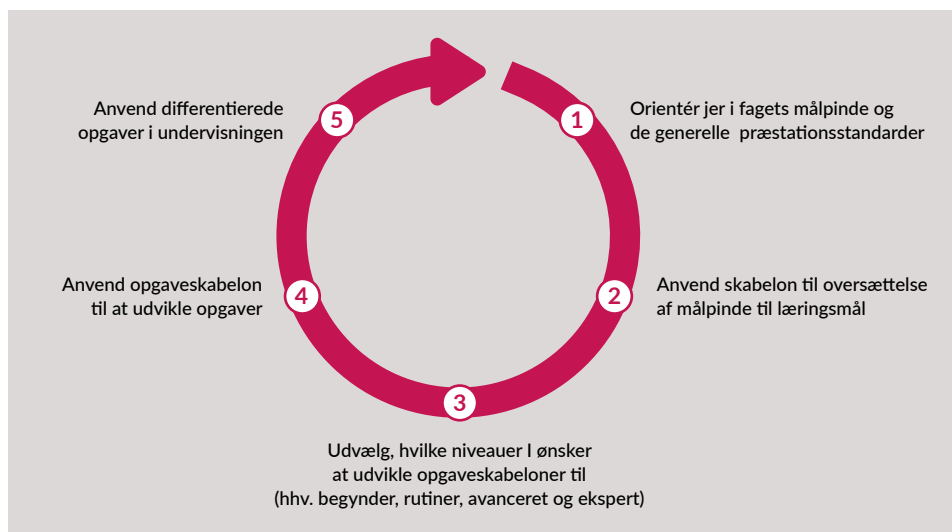 1
Orientér jer i fagets målpinde og
de generelle præstationsstandarder
2
Anvend skabelon til oversættelse
af målpinde til læringsmål
3
Udvælg, hvilke niveauer I ønsker
at udvikle opgaveskabeloner til
(hhv. begynder, rutiner, avanceret og ekspert)
4
Anvend opgaveskabelon
til at udvikle opgaver
5
Anvend differentierede
opgaver i undervisningen